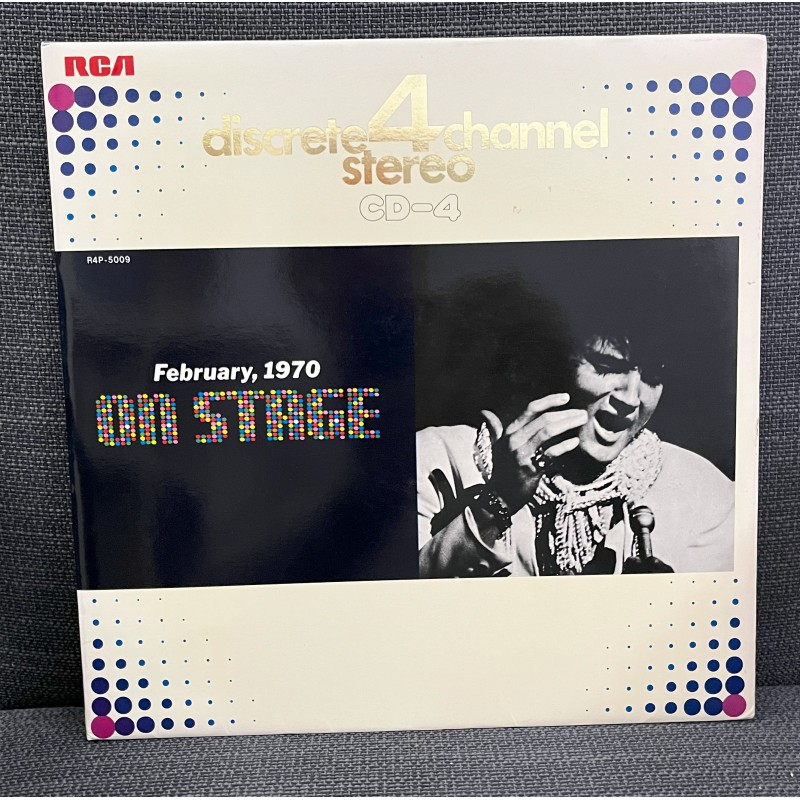 RCA
discrete 4 channel
stereo
CD-4
R4P-5009
February, 1970
ON STAGE